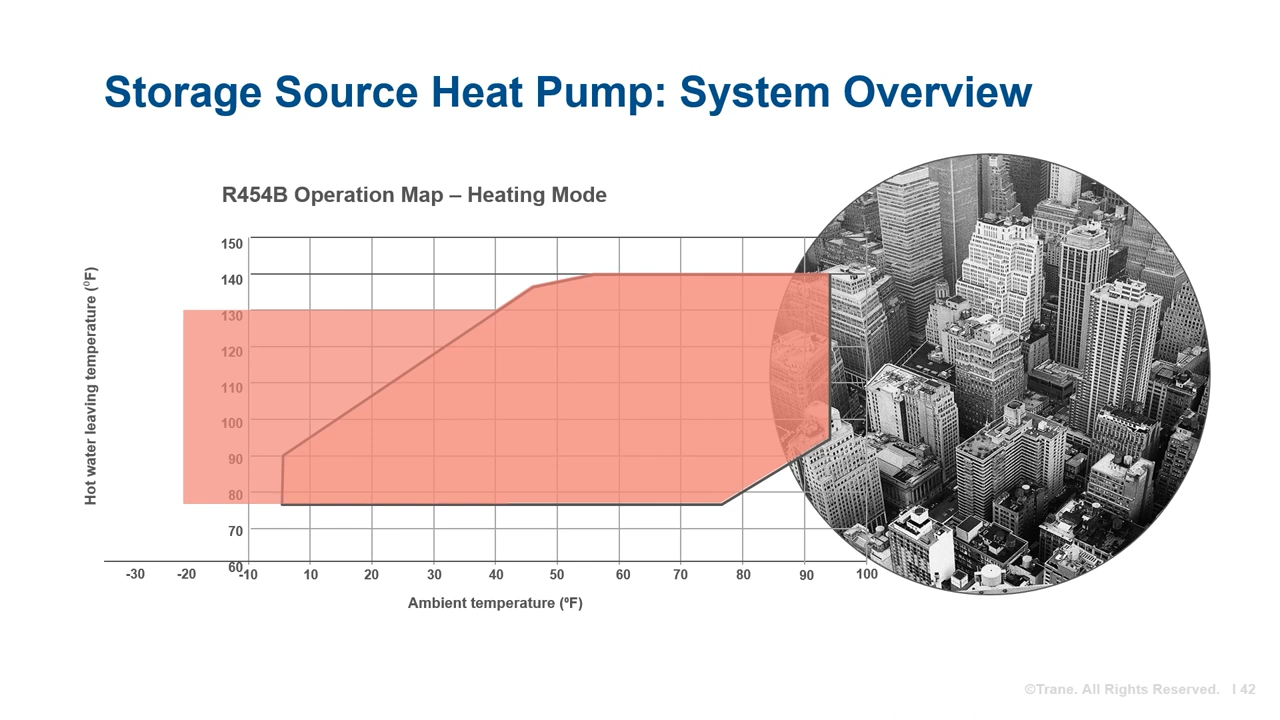 Storage Source Heat Pump: System Overview
R454B Operation Map – Heating Mode
Hot water leaving temperature (⁰F)
150
140
130
120
110
100
90
80
70
60
-30 -20 -10 10 20 30 40 50 60 70 80 90 100
Ambient temperature (⁰F)
©Trane. All Rights Reserved. I 42